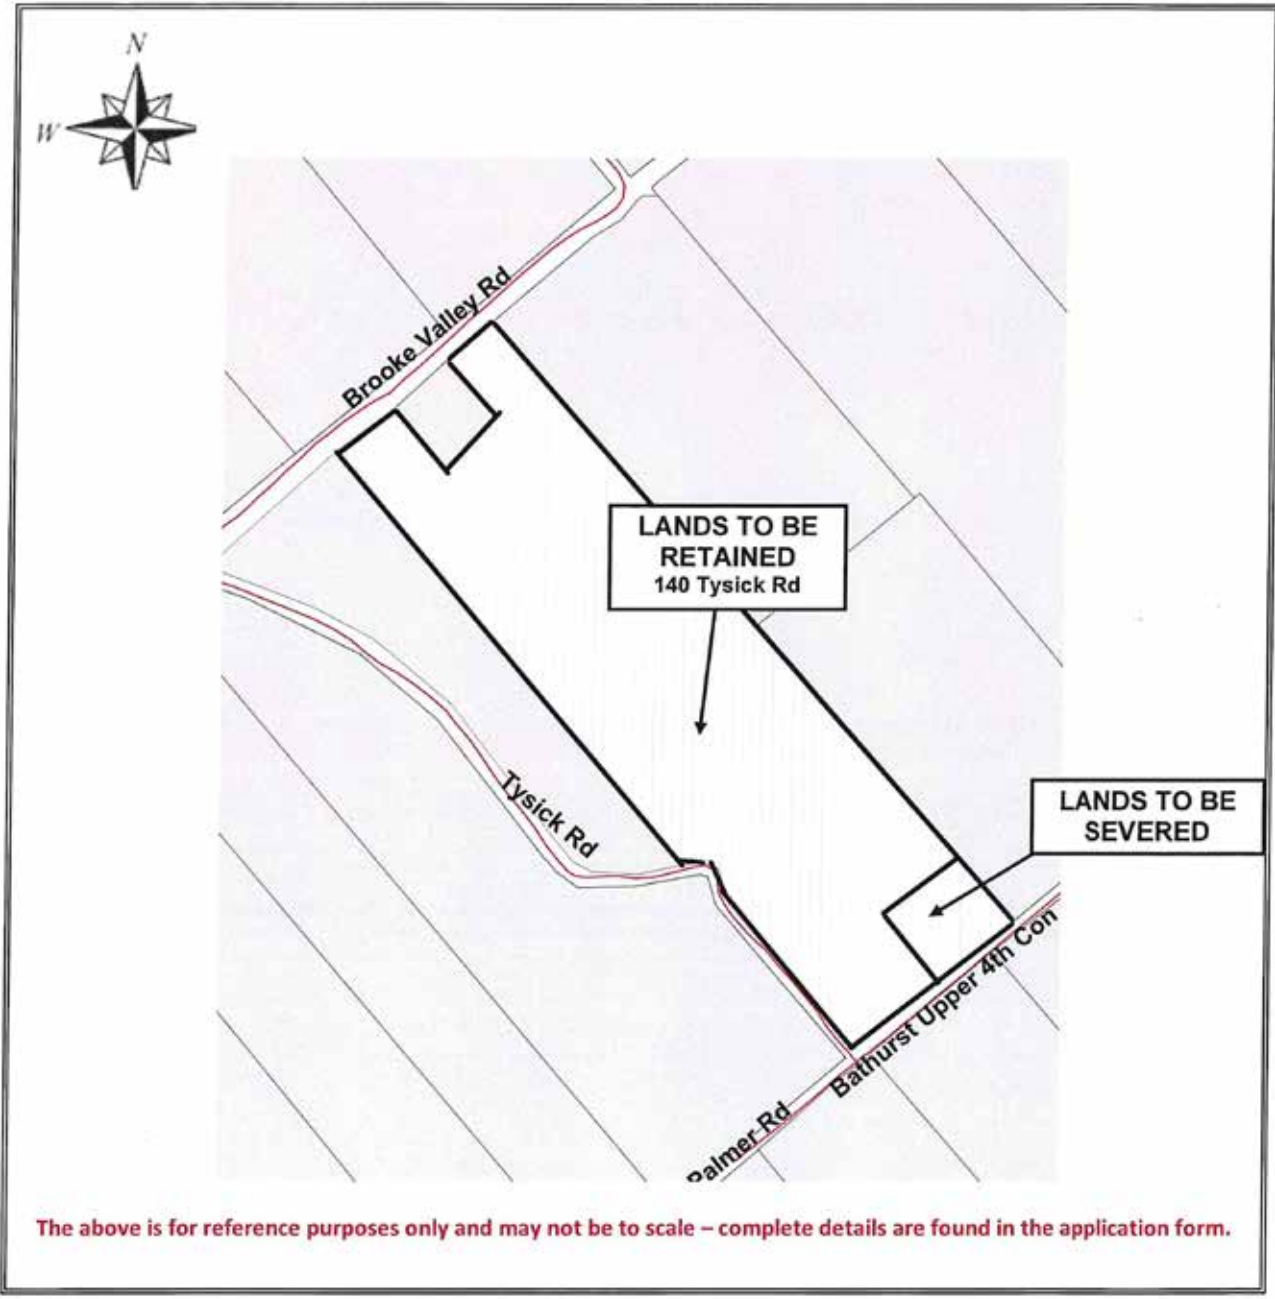 N
W
Brooke Valley Rd
LANDS TO BE
RETAINED
140 Tysick Rd
Tysick Rd
LANDS TO BE
SEVERED
Bathurst Upper 4th Con
Palmer Rd
The above is for reference purposes only and may not be to scale – complete details are found in the application form.